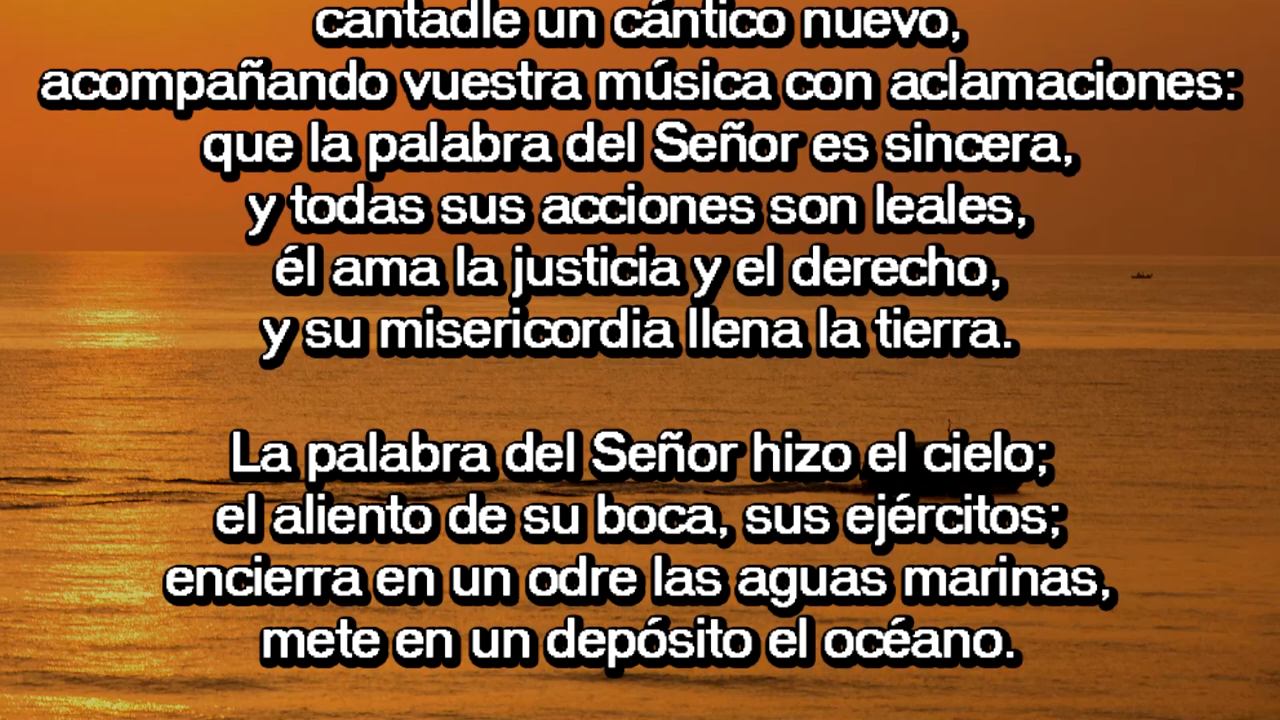 cantadle un cántico nuevo,
acompañando vuestra música con aclamaciones:
que la palabra del Señor es sincera,
y todas sus acciones son leales,
él ama la justicia y el derecho,
y su misericordia llena la tierra.
La palabra del Señor hizo el cielo;
el aliento de su boca, sus ejércitos;
encierra en un odre las aguas marinas,
mete en un depósito el océano.